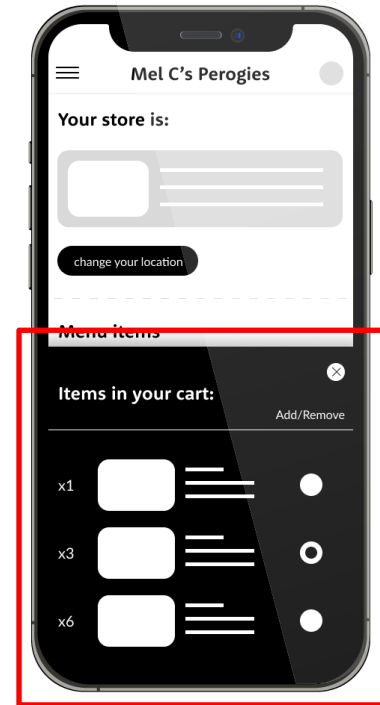 Mel C's Perogies
Your store is:
change your location
Menu items
Items in your cart:
Add/Remove
x1
x3
x6